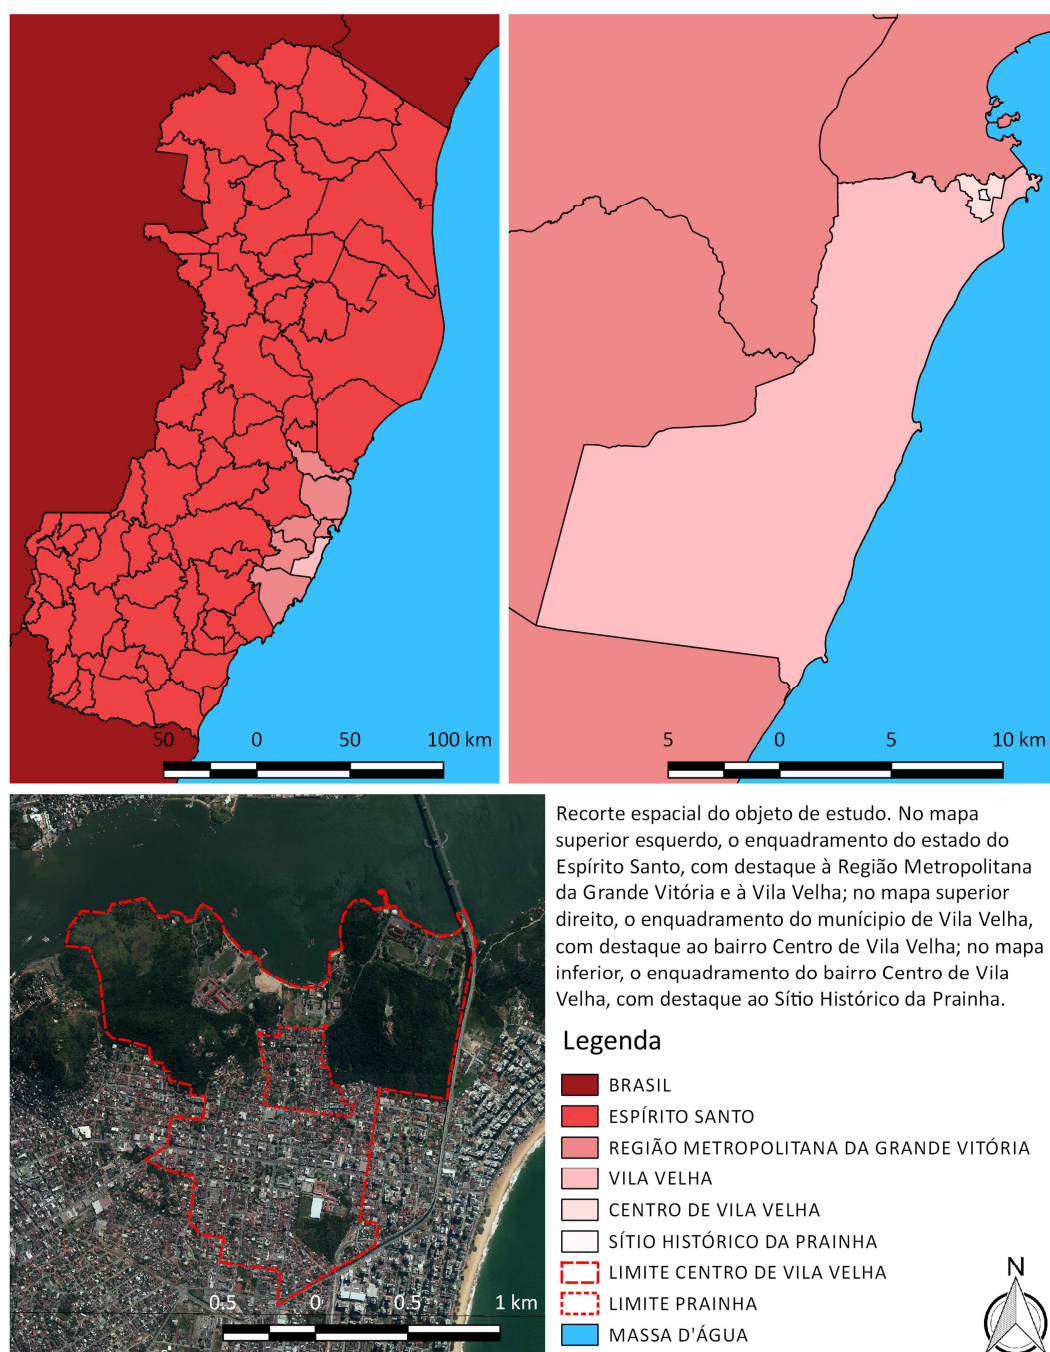 50 0 50 100 km
5 0 5 10 km
Recorte espacial do objeto de estudo. No mapa
superior esquerdo, o enquadramento do estado do
Espírito Santo, com destaque à Região Metropolitana
da Grande Vitória e à Vila Velha; no mapa superior
direito, o enquadramento do munícipio de Vila Velha,
com destaque ao bairro Centro de Vila Velha; no mapa
inferior, o enquadramento do bairro Centro de Vila
Velha, com destaque ao Sítio Histórico da Prainha.
Legenda
BRASIL
ESPÍRITO SANTO
REGIÃO METROPOLITANA DA GRANDE VITÓRIA
VILA VELHA
CENTRO DE VILA VELHA
SÍTIO HISTÓRICO DA PRAINHA
LIMITE CENTRO DE VILA VELHA
LIMITE PRAINHA
MASSA D'ÁGUA
N
0.5 0 0.5 1 km